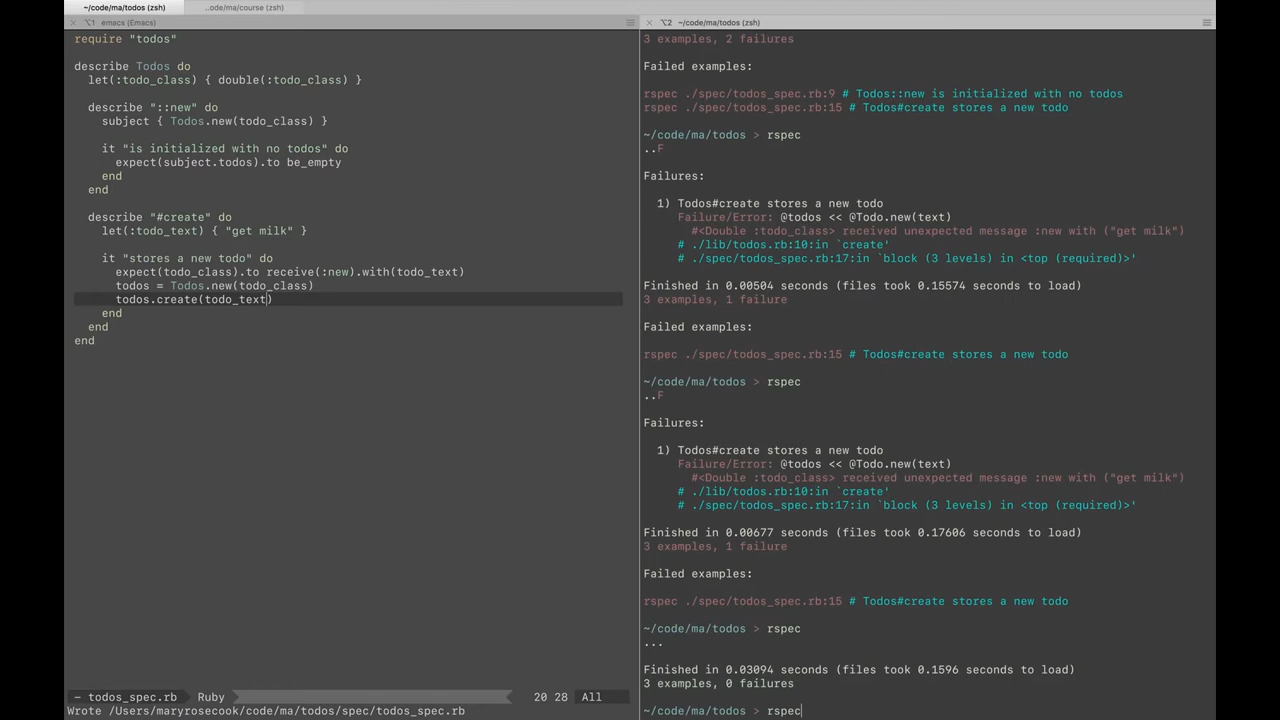 ~/code/ma/todos (zsh)
..ode/ma/course (zsh)
⌥1 emacs (Emacs)
require "todos"
describe Todos do
let(:todo_class) { double(:todo_class) }
describe "::new" do
subject { Todos.new(todo_class) }
it "is initialized with no todos" do
expect(subject.todos).to be_empty
end
end
describe "#create" do
let(:todo_text) { "get milk" }
it "stores a new todo" do
expect(todo_class).to receive(:new).with(todo_text)
todos = Todos.new(todo_class)
todos.create(todo_text)
end
end
end
- todos_spec.rb Ruby 20 28 All
Wrote /Users/maryrosecook/code/ma/todos/spec/todos_spec.rb
⌥2 ~/code/ma/todos (zsh)
3 examples, 2 failures
Failed examples:
rspec ./spec/todos_spec.rb:9 # Todos::new is initialized with no todos
rspec ./spec/todos_spec.rb:15 # Todos#create stores a new todo
~/code/ma/todos > rspec
..F
Failures:
1) Todos#create stores a new todo
Failure/Error: @todos << @Todo.new(text)
#<Double :todo_class> received unexpected message :new with ("get milk")
# ./lib/todos.rb:10:in `create'
# ./spec/todos_spec.rb:17:in `block (3 levels) in <top (required)>'
Finished in 0.00504 seconds (files took 0.15574 seconds to load)
3 examples, 1 failure
Failed examples:
rspec ./spec/todos_spec.rb:15 # Todos#create stores a new todo
~/code/ma/todos > rspec
..F
Failures:
1) Todos#create stores a new todo
Failure/Error: @todos << @Todo.new(text)
#<Double :todo_class> received unexpected message :new with ("get milk")
# ./lib/todos.rb:10:in `create'
# ./spec/todos_spec.rb:17:in `block (3 levels) in <top (required)>'
Finished in 0.00677 seconds (files took 0.17606 seconds to load)
3 examples, 1 failure
Failed examples:
rspec ./spec/todos_spec.rb:15 # Todos#create stores a new todo
~/code/ma/todos > rspec
...
Finished in 0.03094 seconds (files took 0.1596 seconds to load)
3 examples, 0 failures
~/code/ma/todos > rspec